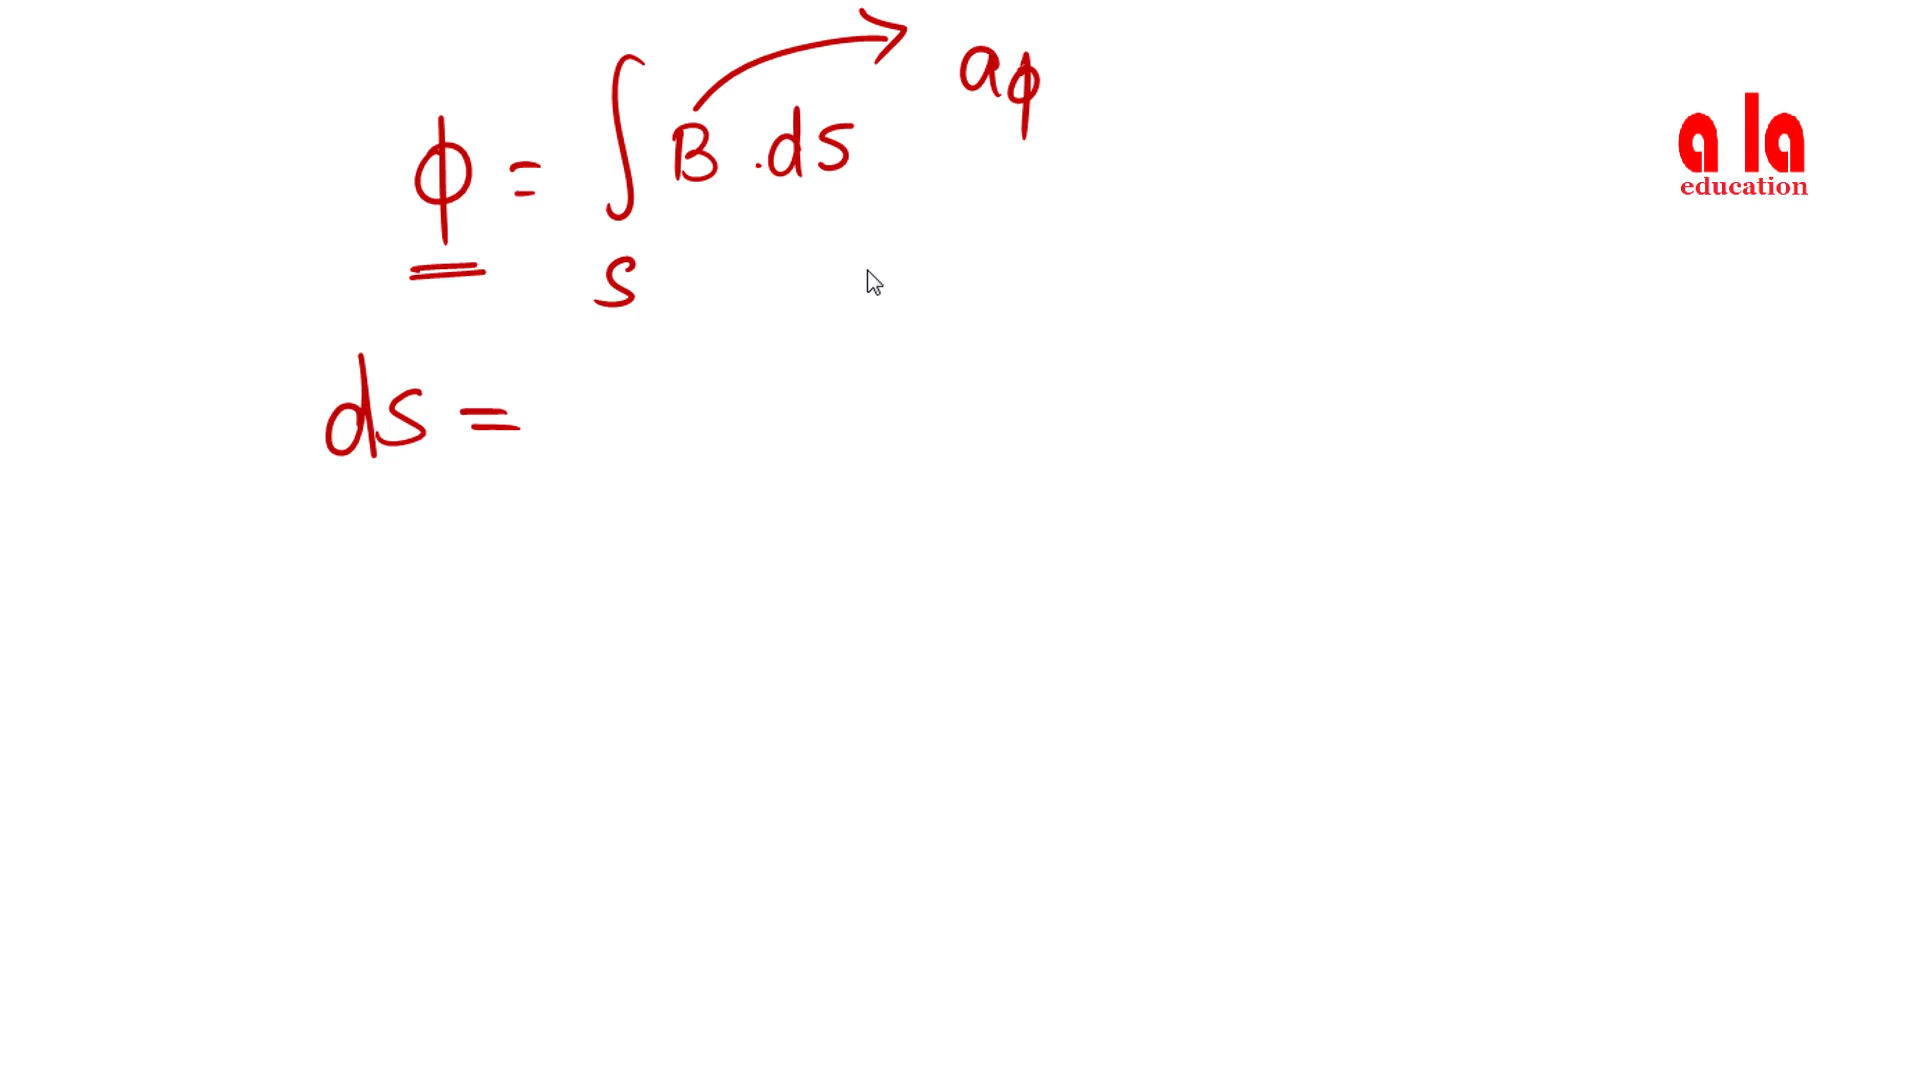 ϕ = ∫ B . ds → aϕ
S
ds =
a la
education